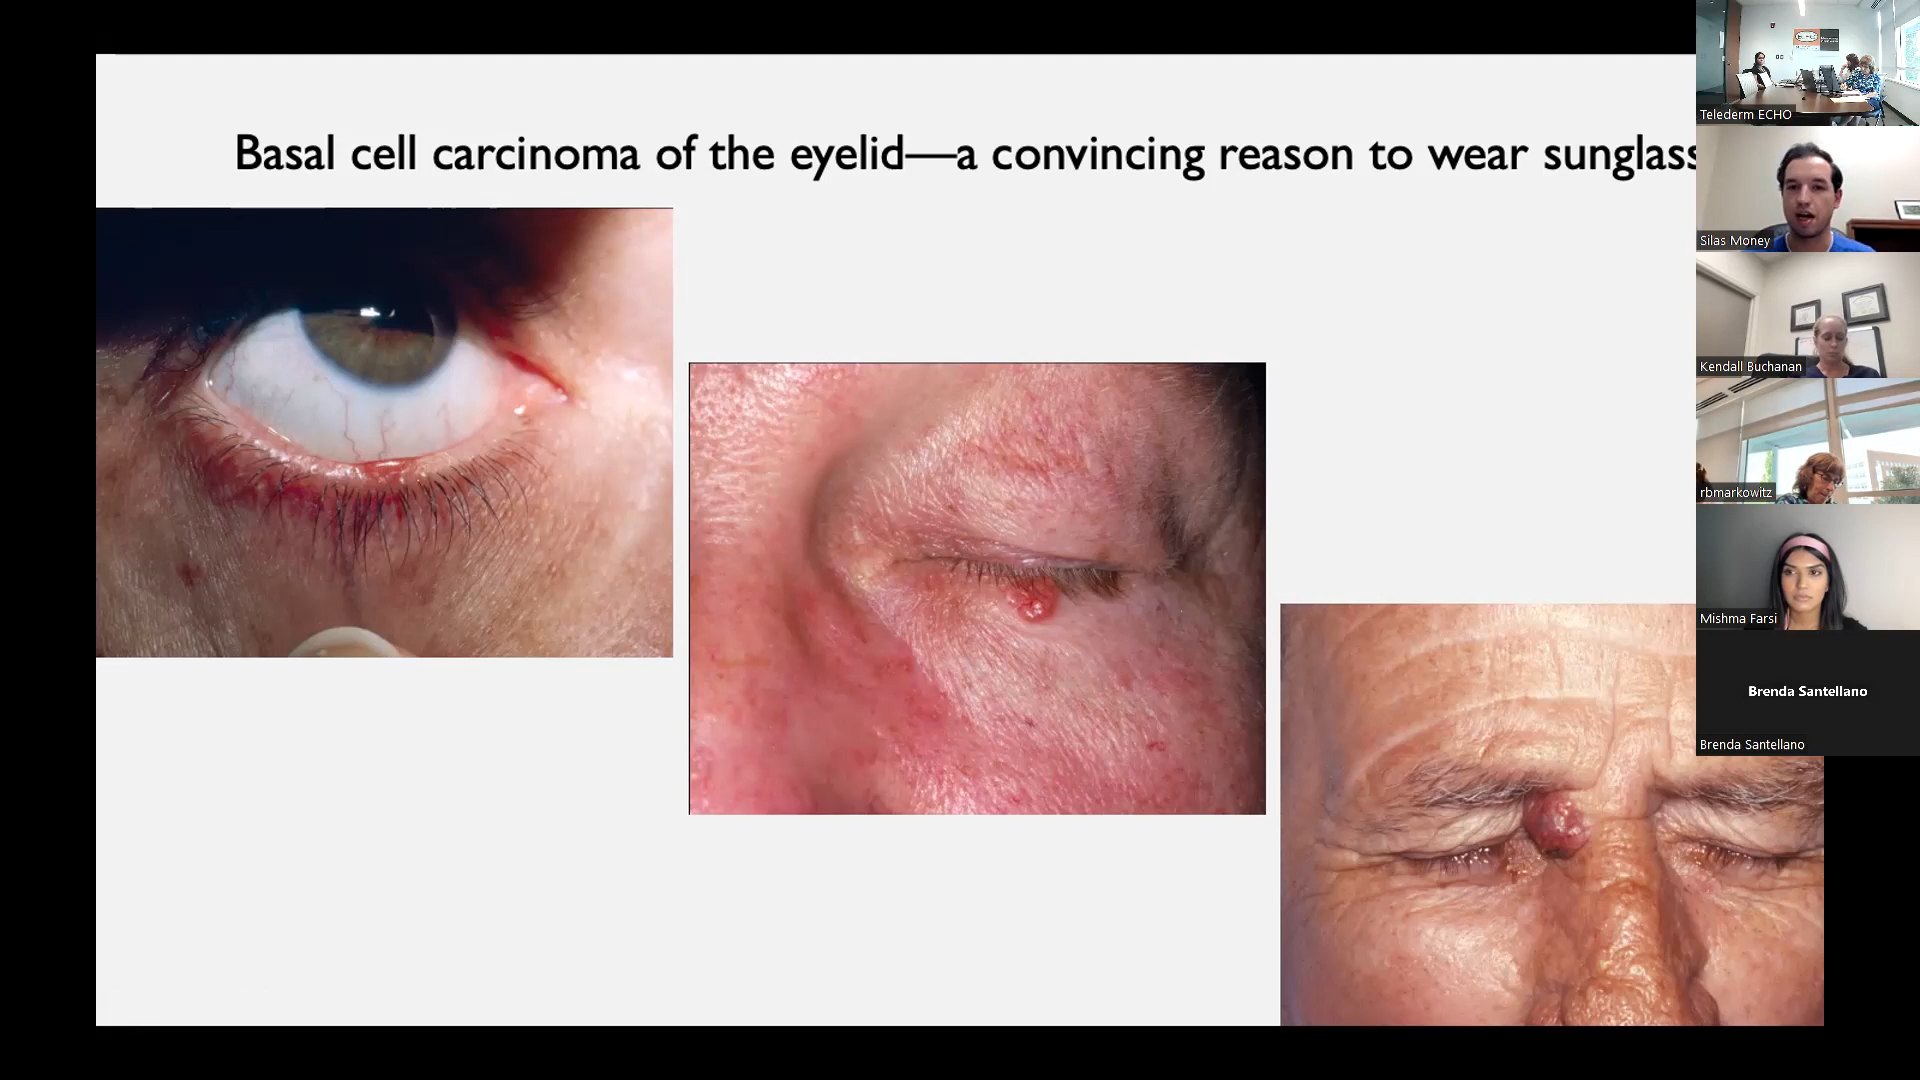 Basal cell carcinoma of the eyelid—a convincing reason to wear sunglass
Telederm ECHO
Silas Money
Kendall Buchanan
rbmarkowitz
Mishma Farsi
Brenda Santellano
Brenda Santellano